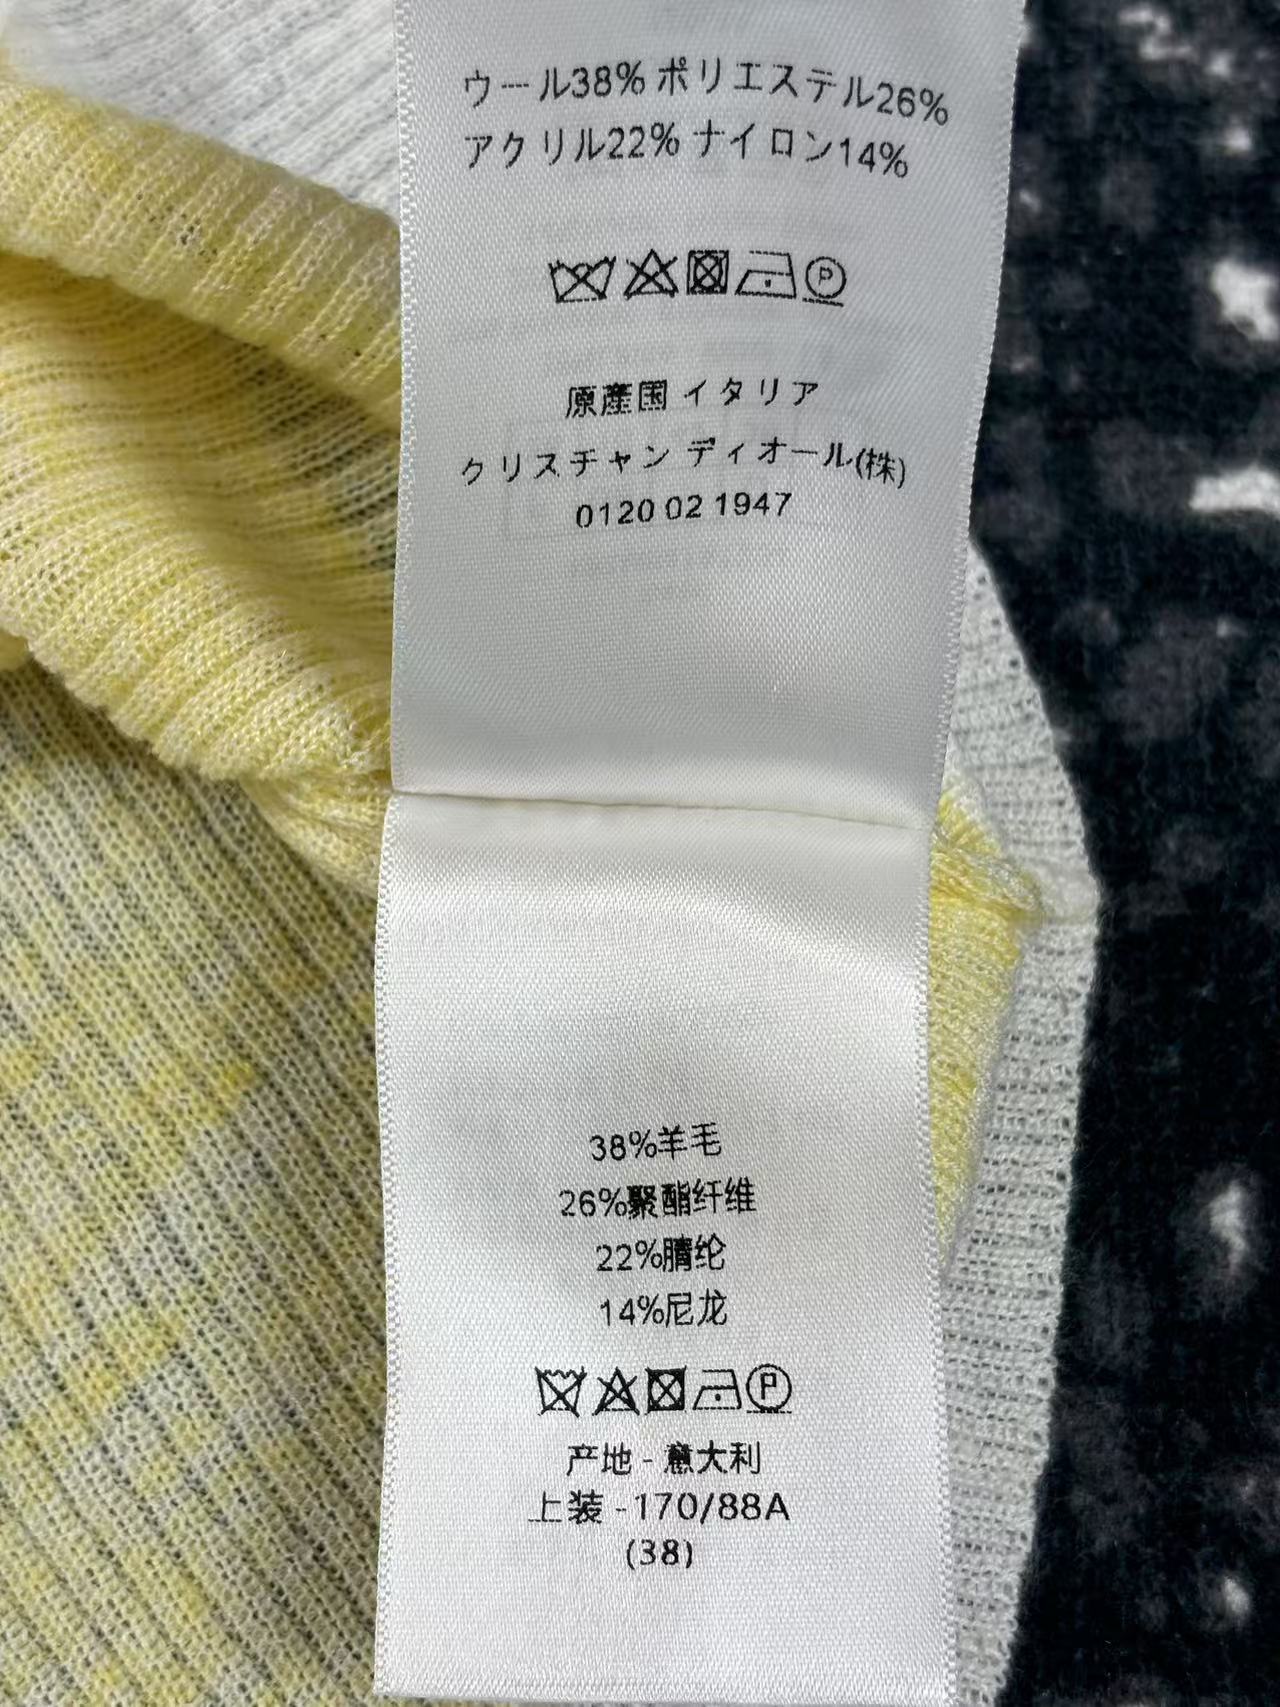 ウール38% ポリエステル26%
アクリル22% ナイロン14%
P
原産国 イタリア
クリスチャン ディオール(株)
0120 02 1947
38%羊毛
26%聚酯纤维
22%腈纶
14%尼龙
P
产地 - 意大利
上装 -170/88A
(38)